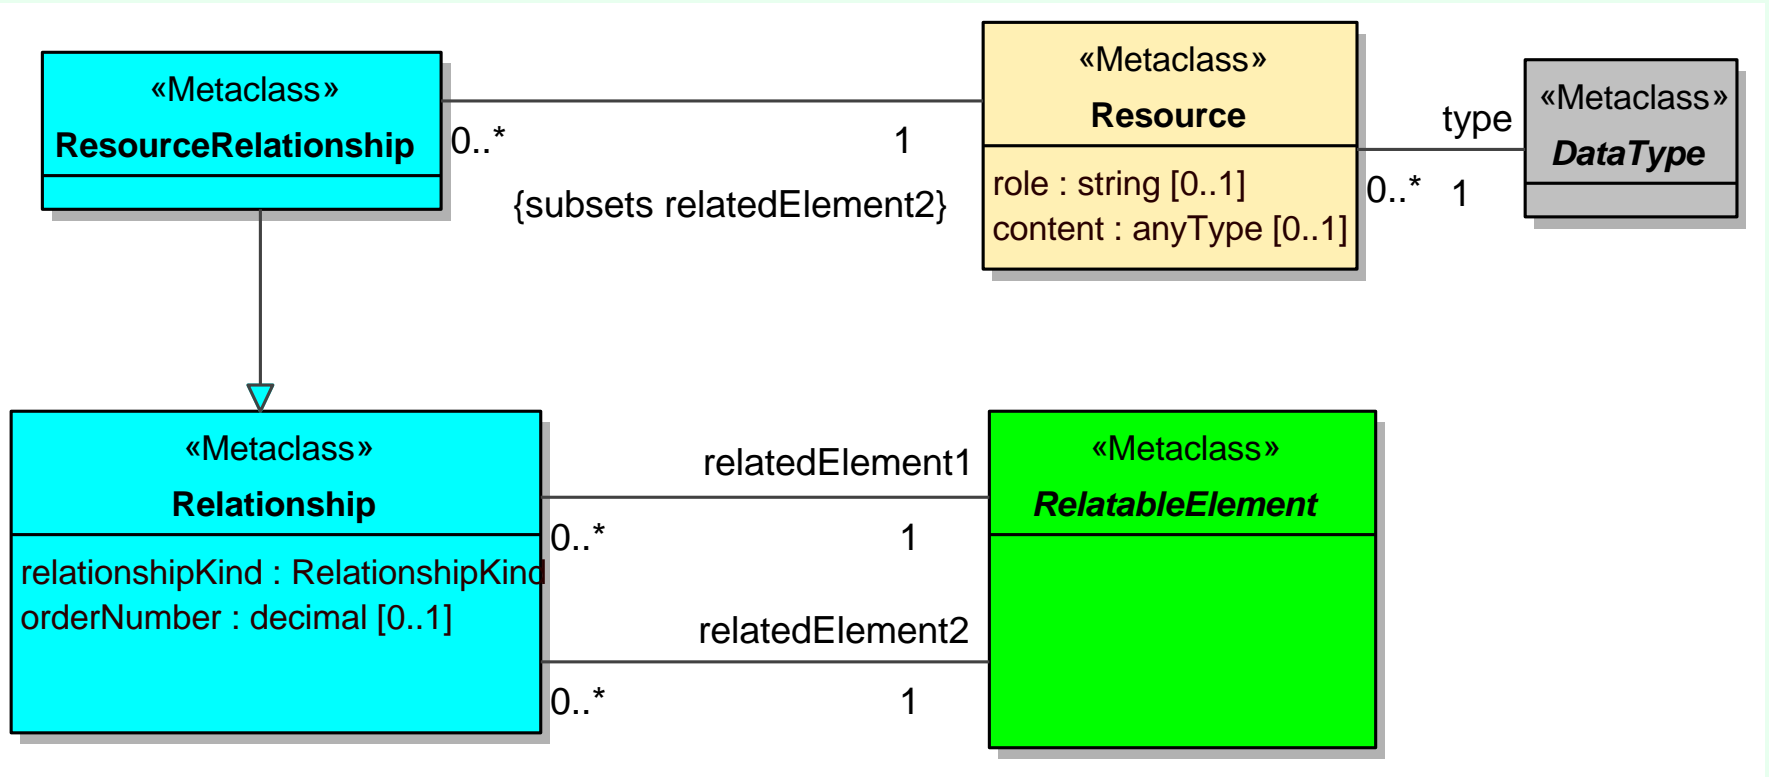 «Metaclass»
ResourceRelationship
0..*
1
{subsets relatedElement2}
«Metaclass»
Resource
role : string [0..1]
content : anyType [0..1]
type
0..*
1
«Metaclass»
DataType
«Metaclass»
Relationship
relationshipKind : RelationshipKind
orderNumber : decimal [0..1]
relatedElement1
0..*
1
relatedElement2
0..*
1
«Metaclass»
RelatableElement